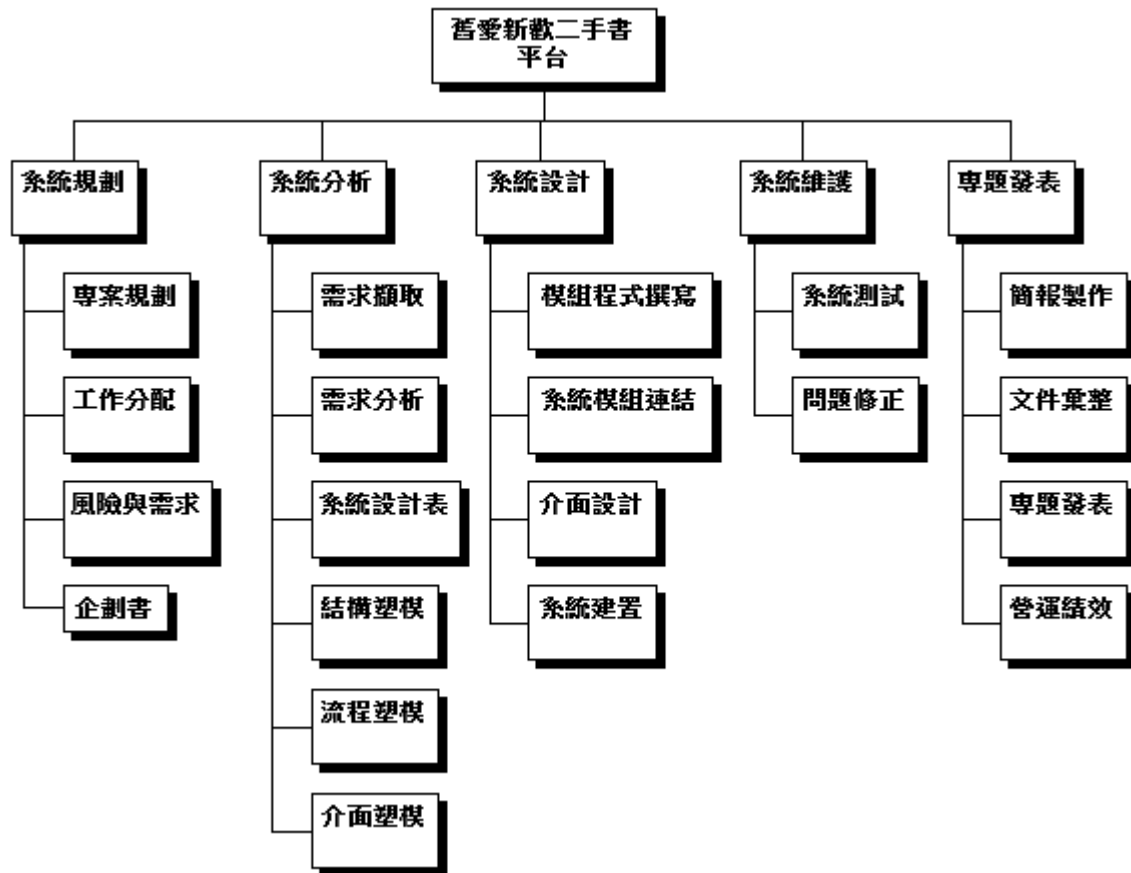 舊愛新歡二手書
平台
系統規劃
專案規劃
工作分配
風險與需求
企劃書
系統分析
需求擷取
需求分析
系統設計表
結構塑模
流程塑模
介面塑模
系統設計
模組程式撰寫
系統模組連結
介面設計
系統建置
系統維護
系統測試
問題修正
專題發表
簡報製作
文件彙整
專題發表
營運績效